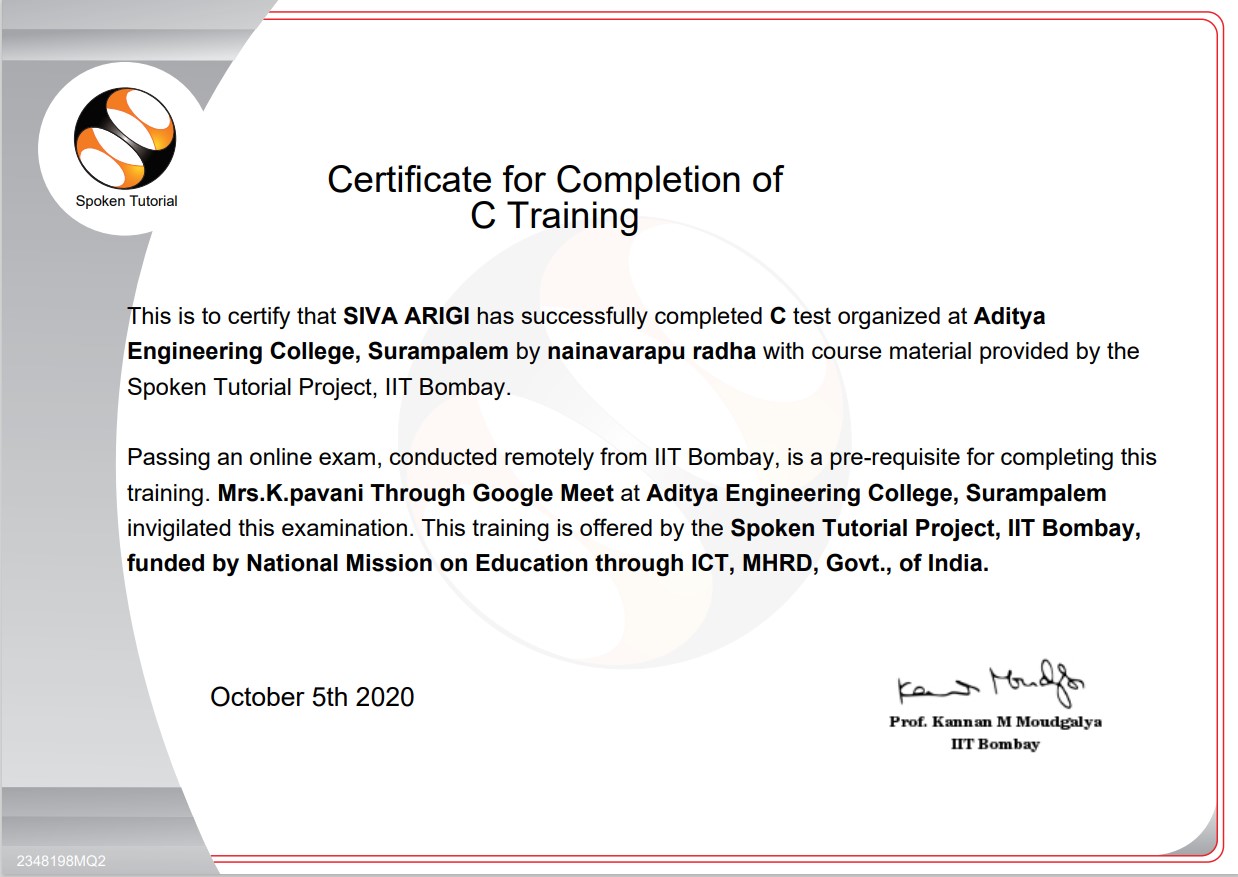 Spoken Tutorial
Certificate for Completion of
C Training
This is to certify that SIVA ARIGI has successfully completed C test organized at Aditya
Engineering College, Surampalem by nainavarapu radha with course material provided by the
Spoken Tutorial Project, IIT Bombay.
Passing an online exam, conducted remotely from IIT Bombay, is a pre-requisite for completing this
training. Mrs.K.pavani Through Google Meet at Aditya Engineering College, Surampalem
invigilated this examination. This training is offered by the Spoken Tutorial Project, IIT Bombay,
funded by National Mission on Education through ICT, MHRD, Govt., of India.
October 5th 2020
Kannan Moudgalya
Prof. Kannan M Moudgalya
IIT Bombay
2348198MQ2